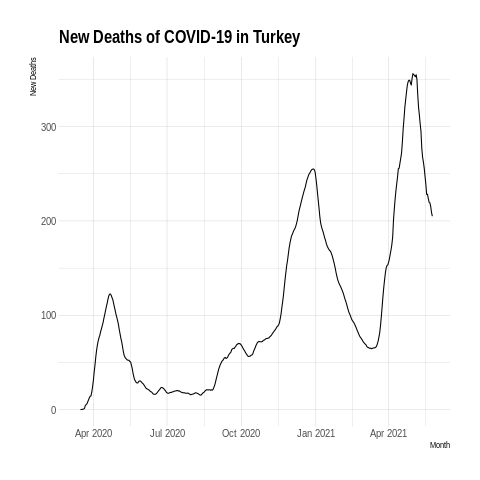 New Deaths of COVID-19 in Turkey
New Deaths
300
200
100
0
Apr 2020 Jul 2020 Oct 2020 Jan 2021 Apr 2021
Month